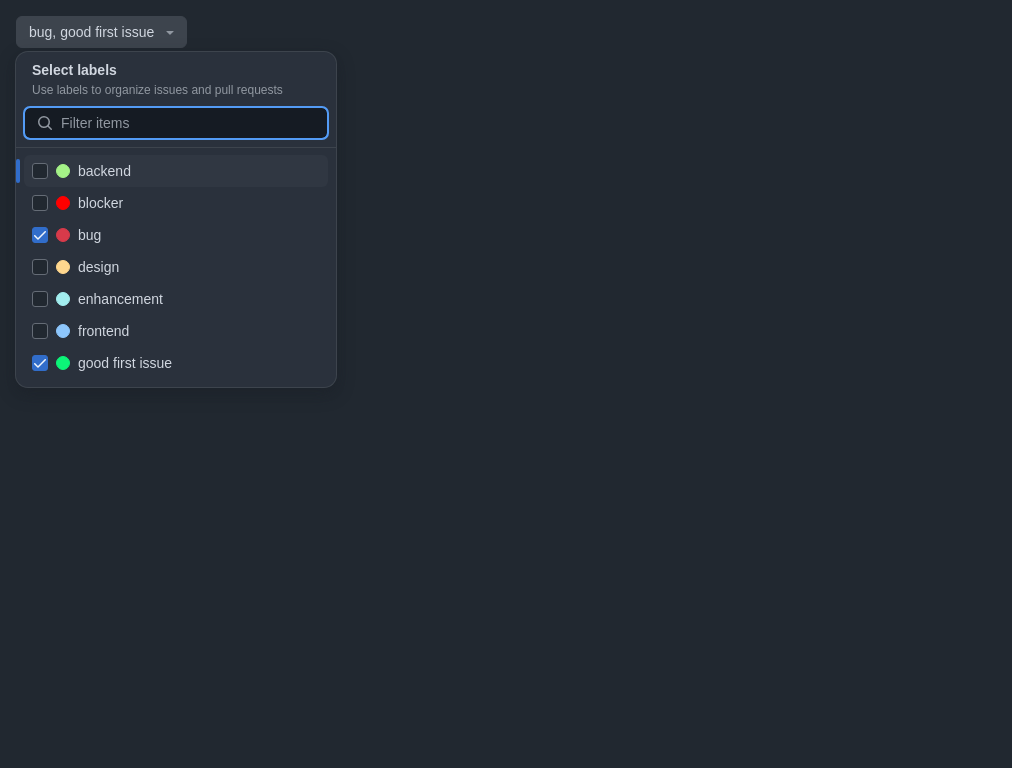 bug, good first issue
Select labels
Use labels to organize issues and pull requests
Filter items
backend
blocker
bug
design
enhancement
frontend
good first issue